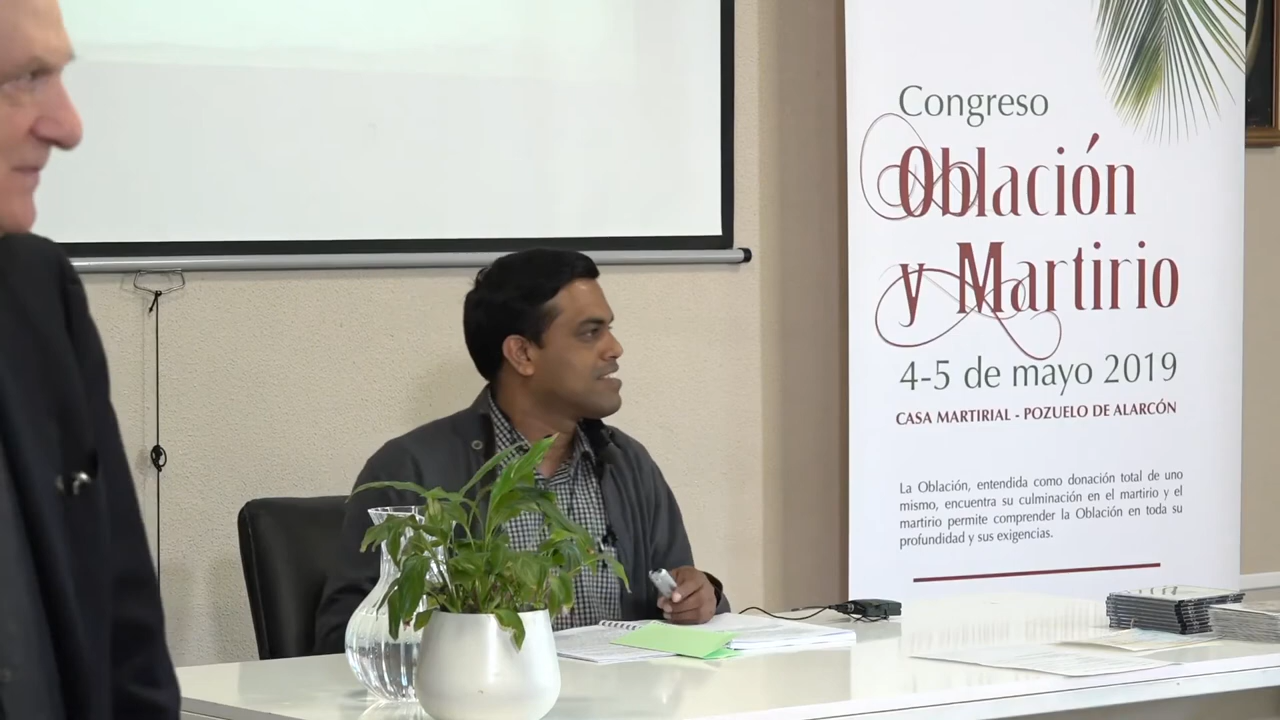 Congreso
Oblación
y Martirio
4-5 de mayo 2019
CASA MARTIRIAL - POZUELO DE ALARCÓN
La Oblación, entendida como donación total de uno
mismo, encuentra su culminación en el martirio y el
martirio permite comprender la Oblación en toda su
profundidad y sus exigencias.